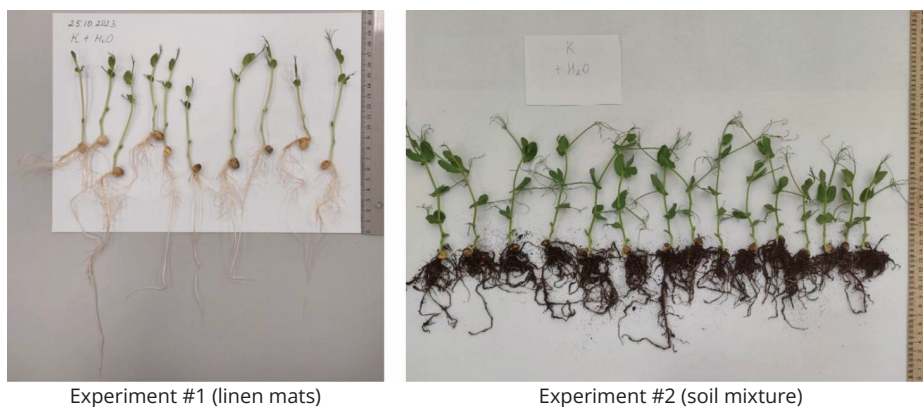 25.10.2023
K + H₂O
K
+ H₂O
Experiment #1 (linen mats)
Experiment #2 (soil mixture)